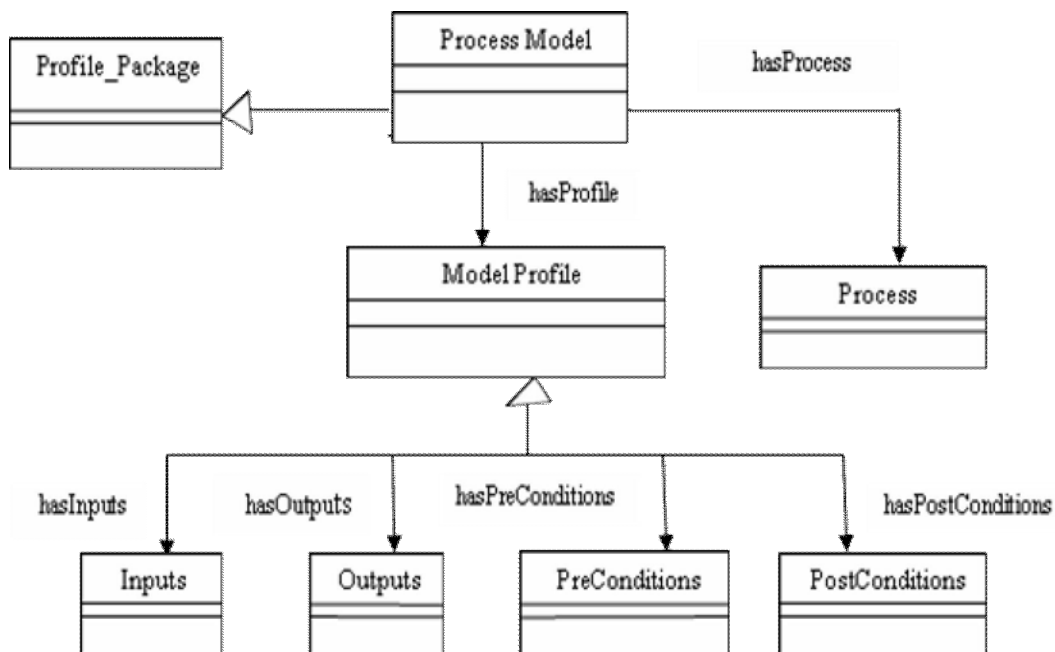 Process Model
Profile_Package
hasProcess
hasProfile
Model Profile
Process
hasInputs
hasOutputs
hasPreConditions
hasPostConditions
Inputs
Outputs
PreConditions
PostConditions